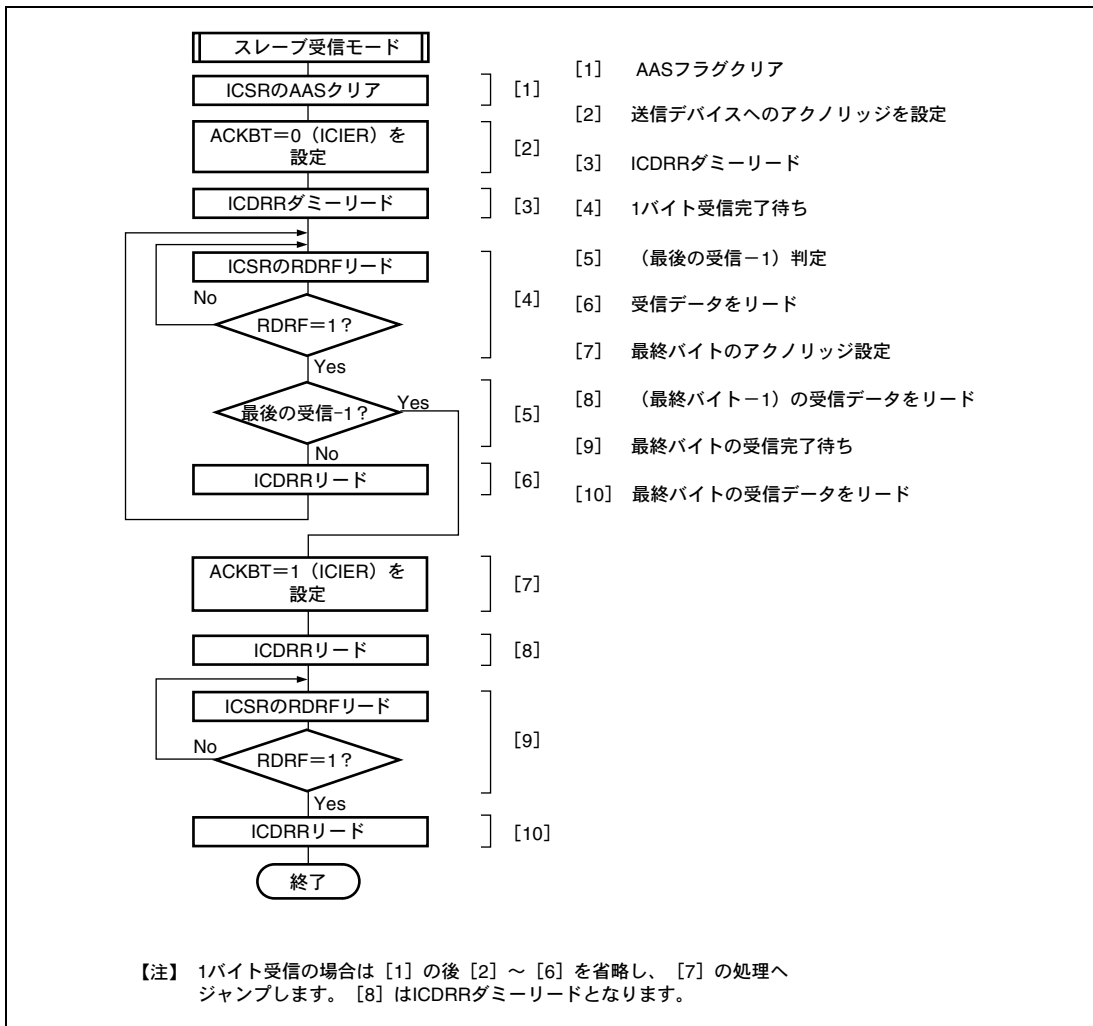 スレーブ受信モード
ICSRのAASクリア
[1]
ACKBT=0（ICIER）を
設定
[2]
ICDRRダミーリード
[3]
ICSRのRDRFリード
No
RDRF=1？
[4]
Yes
最後の受信-1？
Yes
[5]
No
ICDRRリード
[6]
ACKBT=1（ICIER）を
設定
[7]
ICDRRリード
[8]
ICSRのRDRFリード
No
RDRF=1？
[9]
Yes
ICDRRリード
[10]
終了
[1] AASフラグクリア
[2] 送信デバイスへのアクノリッジを設定
[3] ICDRRダミーリード
[4] 1バイト受信完了待ち
[5] （最後の受信−1）判定
[6] 受信データをリード
[7] 最終バイトのアクノリッジ設定
[8] （最終バイト−1）の受信データをリード
[9] 最終バイトの受信完了待ち
[10] 最終バイトの受信データをリード
【注】 1バイト受信の場合は［1］の後［2］〜［6］を省略し、［7］の処理へ
ジャンプします。［8］はICDRRダミーリードとなります。